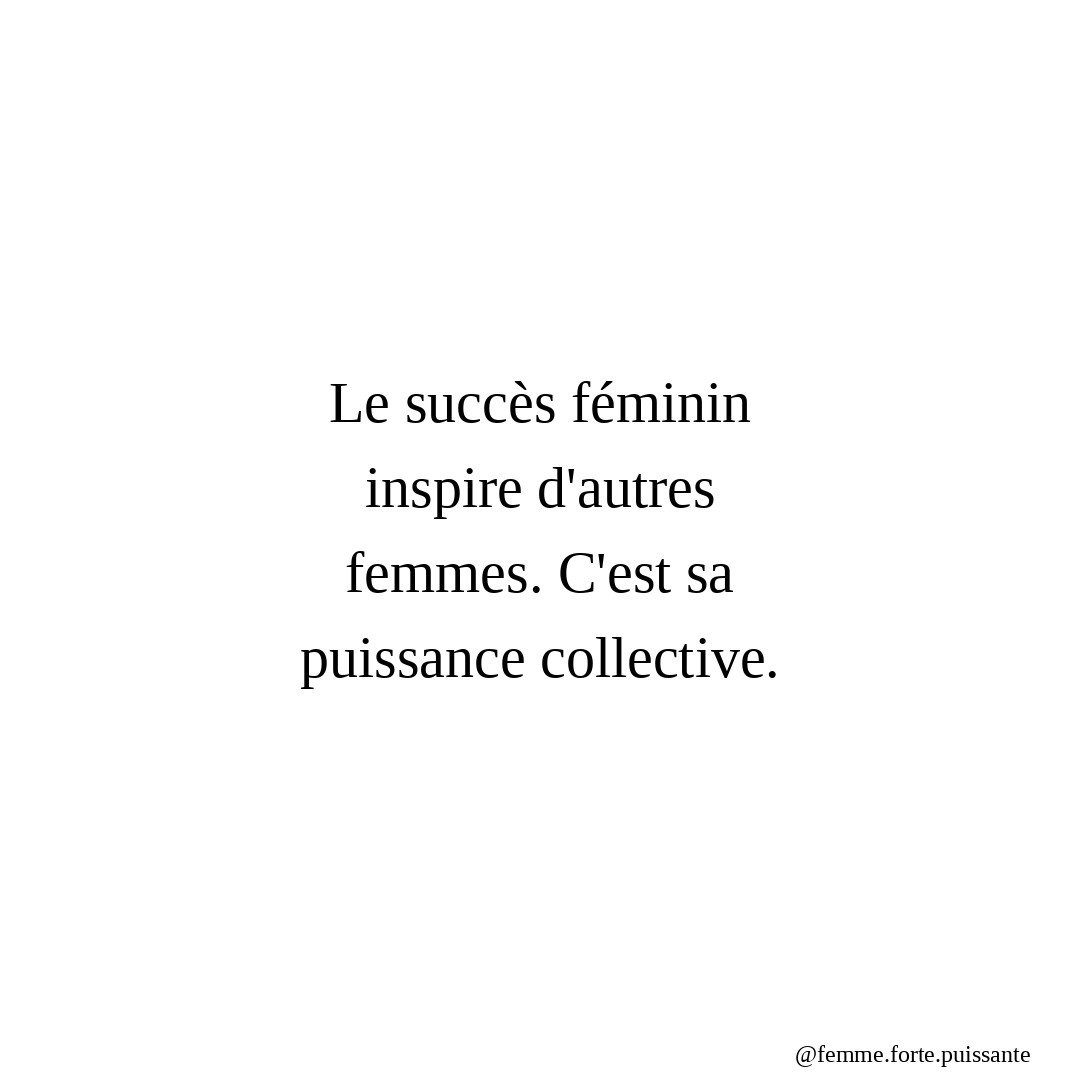 Le succès féminin
inspire d'autres
femmes. C'est sa
puissance collective.
@femme.forte.puissante